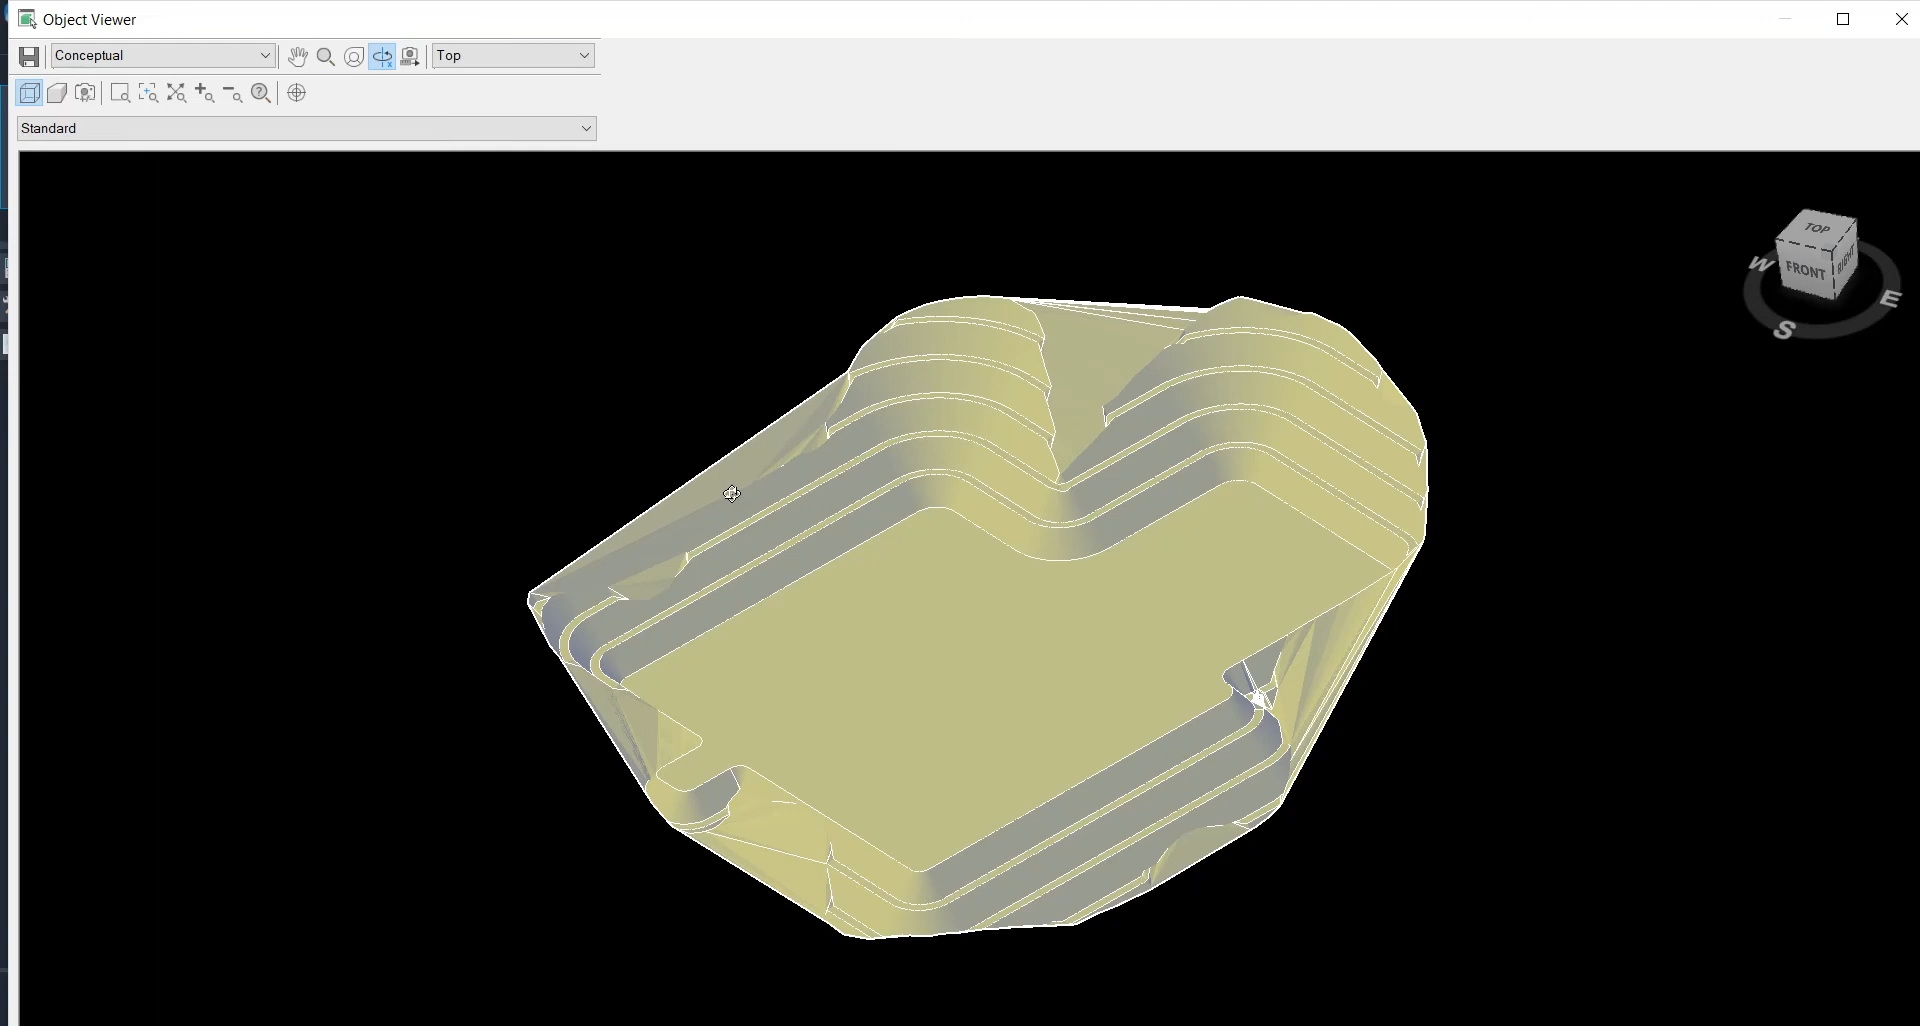 Object Viewer
Conceptual
Top
Standard
TOP
FRONT
RIGHT
W
E
S